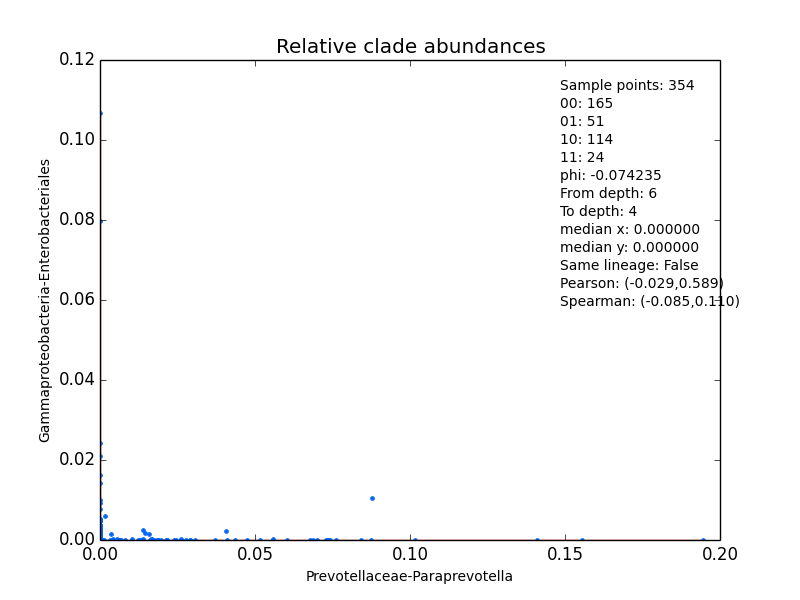 Relative clade abundances
0.12
0.10
0.08
0.06
0.04
0.02
0.00
Gammaproteobacteria-Enterobacteriales
Sample points: 354
00: 165
01: 51
10: 114
11: 24
phi: -0.074235
From depth: 6
To depth: 4
median x: 0.000000
median y: 0.000000
Same lineage: False
Pearson: (-0.029,0.589)
Spearman: (-0.085,0.110)
0.00 0.05 0.10 0.15 0.20
Prevotellaceae-Paraprevotella